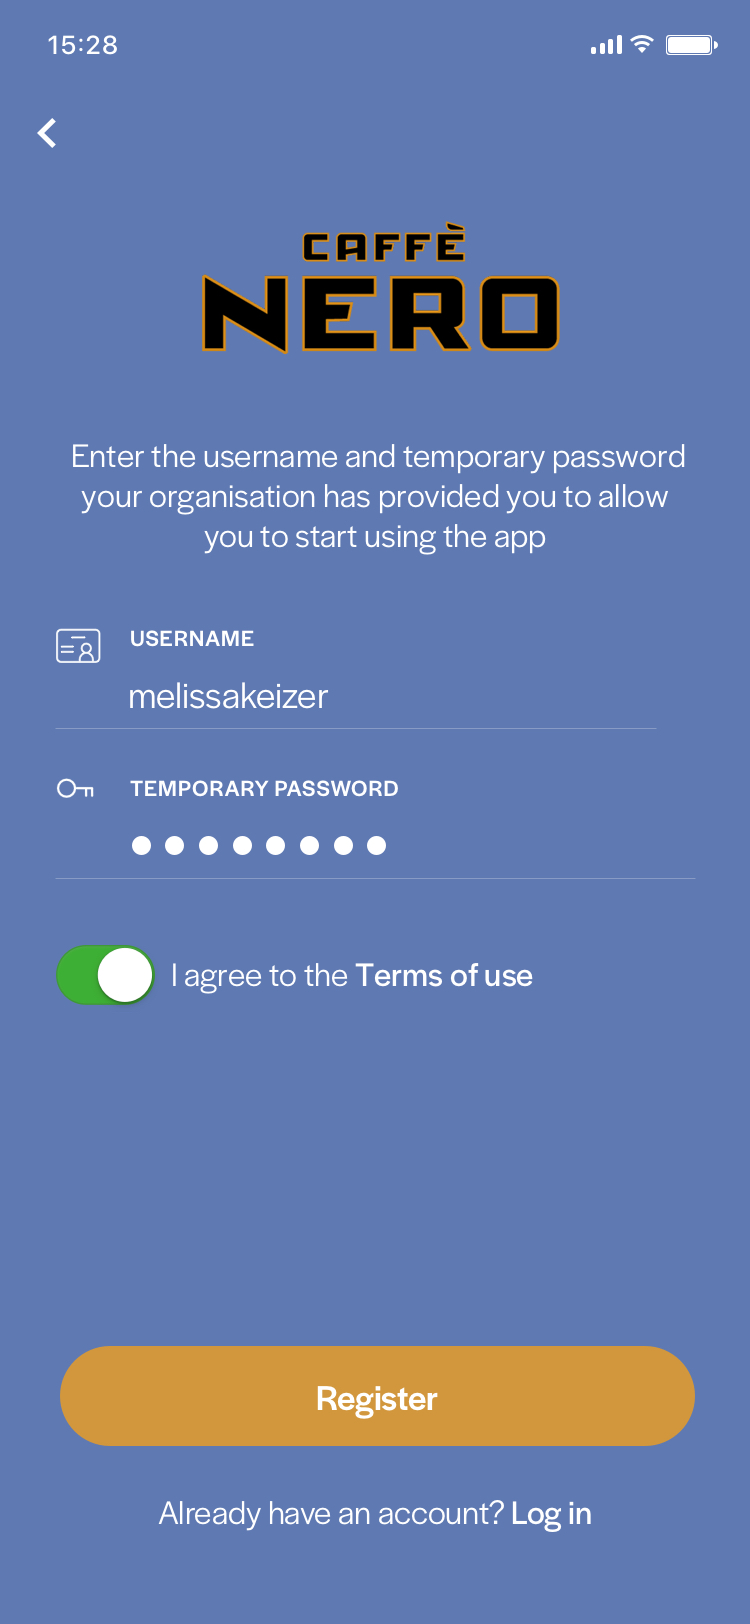 15:28
CAFFÈ
NERO
Enter the username and temporary password
your organisation has provided you to allow
you to start using the app
USERNAME
melissakeizer
TEMPORARY PASSWORD
I agree to the Terms of use
Register
Already have an account? Log in